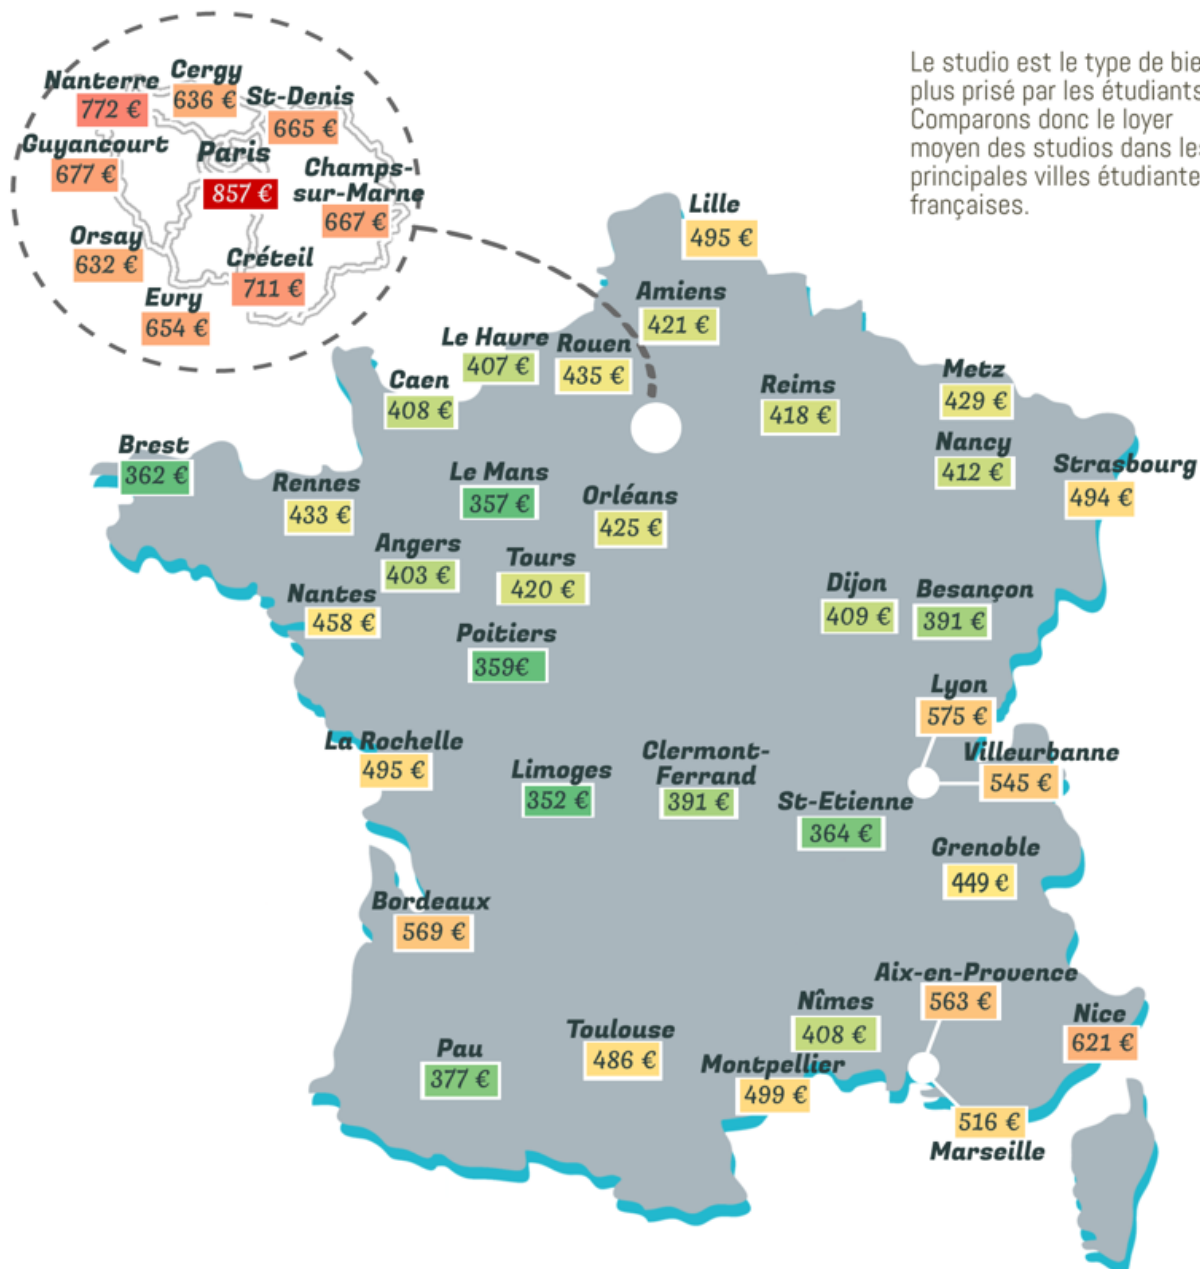 Le studio est le type de bie
plus prisé par les étudiants
Comparons donc le loyer
moyen des studios dans les
principales villes étudiante
françaises.
Nanterre
772 €
Cergy
636 €
St-Denis
665 €
Guyancourt
677 €
Paris
857 €
Champs-
sur-Marne
667 €
Orsay
632 €
Créteil
711 €
Evry
654 €
Lille
495 €
Amiens
421 €
Le Havre
407 €
Rouen
435 €
Caen
408 €
Reims
418 €
Metz
429 €
Nancy
412 €
Strasbourg
494 €
Brest
362 €
Rennes
433 €
Le Mans
357 €
Orléans
425 €
Angers
403 €
Tours
420 €
Nantes
458 €
Poitiers
359€
Dijon
409 €
Besançon
391 €
Lyon
575 €
Villeurbanne
545 €
La Rochelle
495 €
Limoges
352 €
Clermont-
Ferrand
391 €
St-Etienne
364 €
Grenoble
449 €
Bordeaux
569 €
Aix-en-Provence
563 €
Nîmes
408 €
Nice
621 €
Pau
377 €
Toulouse
486 €
Montpellier
499 €
516 €
Marseille